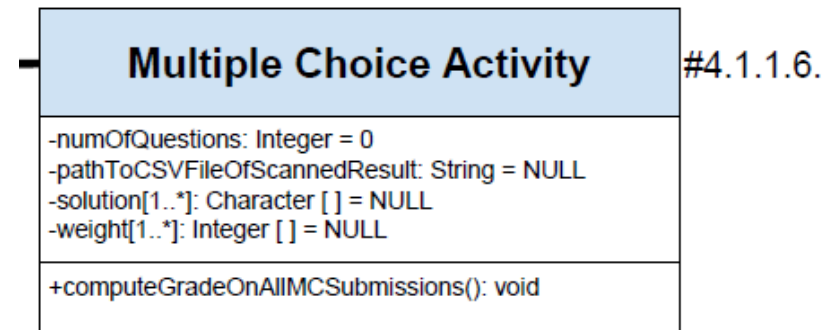 Multiple Choice Activity #4.1.1.6.
-numOfQuestions: Integer = 0
-pathToCSVFileOfScannedResult: String = NULL
-solution[1..*]: Character [ ] = NULL
-weight[1..*]: Integer [ ] = NULL
+computeGradeOnAllMCSubmissions(): void